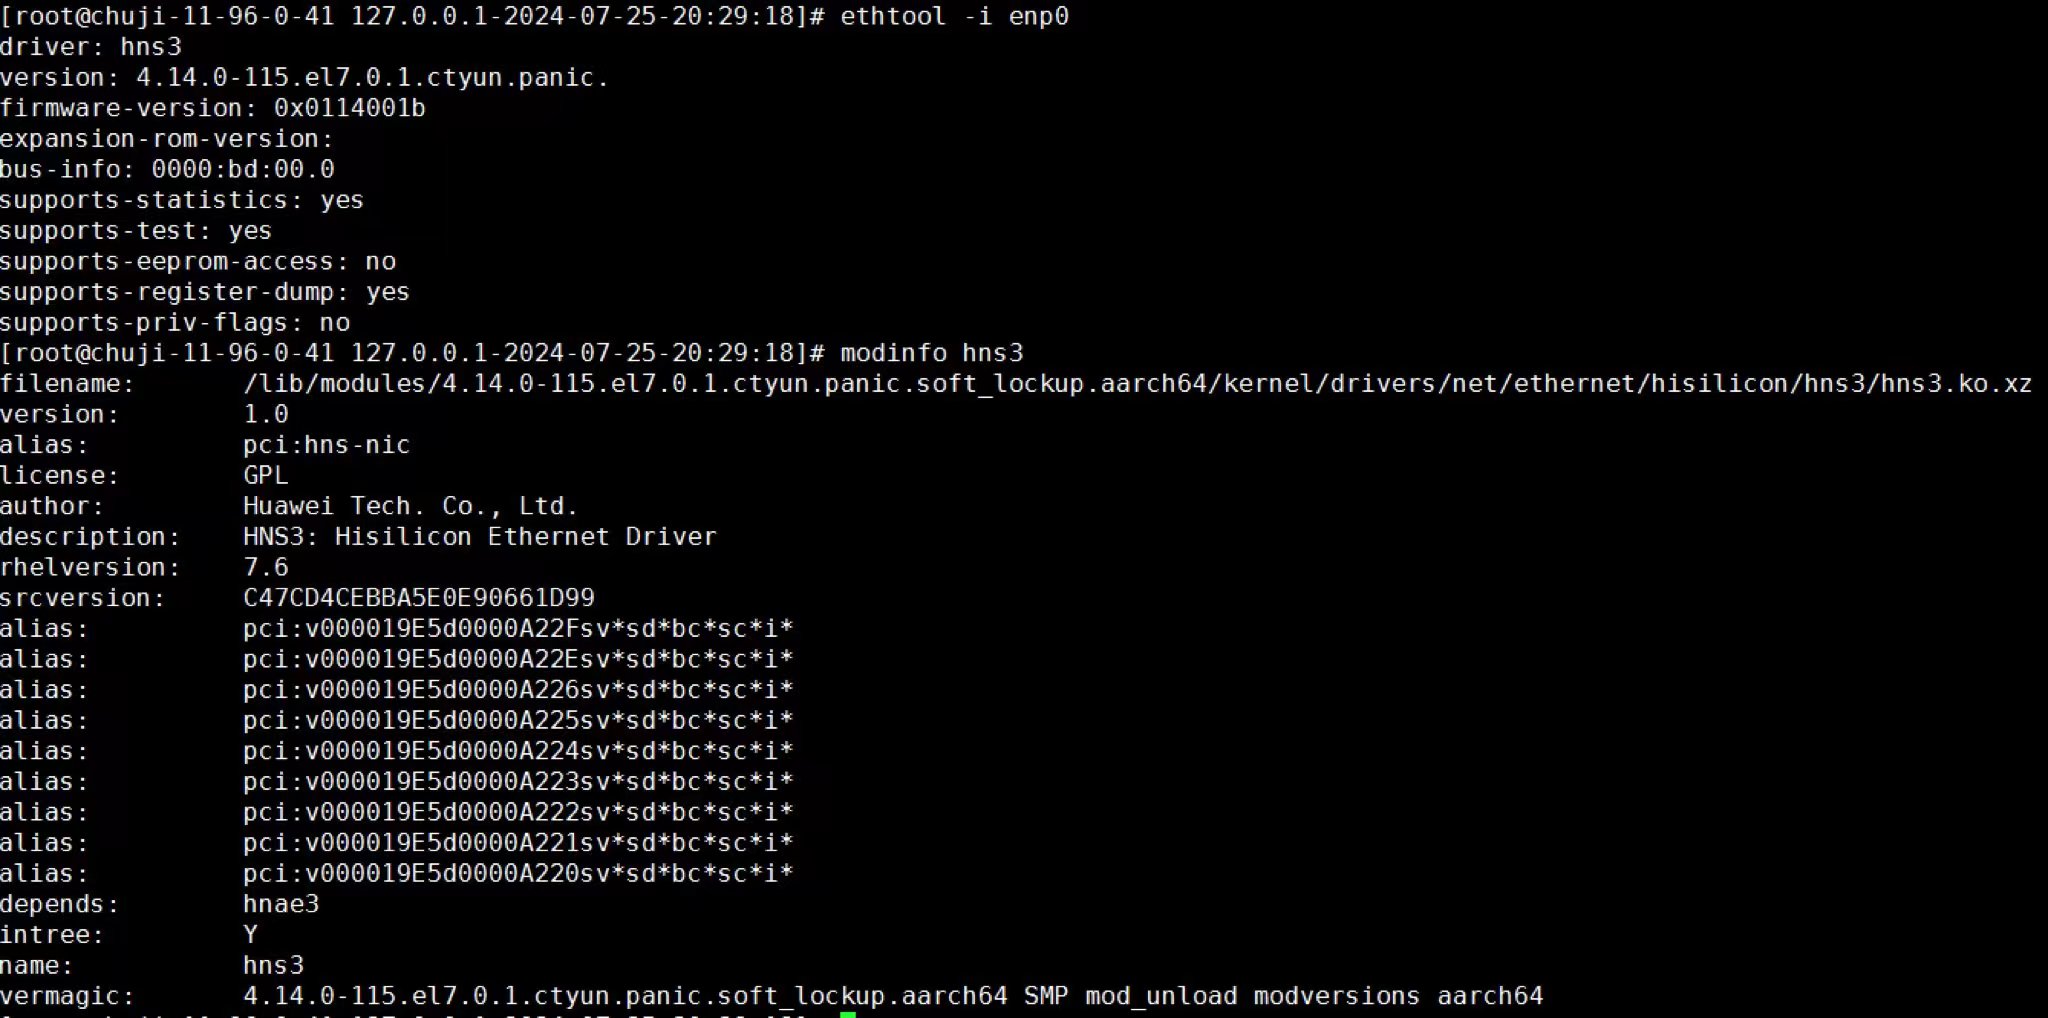 [root@chuji-11-96-0-41 127.0.0.1-2024-07-25-20:29:18]# ethtool -i enp0
driver: hns3
version: 4.14.0-115.el7.0.1.ctyun.panic.
firmware-version: 0x0114001b
expansion-rom-version:
bus-info: 0000:bd:00.0
supports-statistics: yes
supports-test: yes
supports-eeprom-access: no
supports-register-dump: yes
supports-priv-flags: no
[root@chuji-11-96-0-41 127.0.0.1-2024-07-25-20:29:18]# modinfo hns3
filename:       /lib/modules/4.14.0-115.el7.0.1.ctyun.panic.soft_lockup.aarch64/kernel/drivers/net/ethernet/hisilicon/hns3/hns3.ko.xz
version:        1.0
alias:          pci:hns-nic
license:        GPL
author:         Huawei Tech. Co., Ltd.
description:    HNS3: Hisilicon Ethernet Driver
rhelversion:    7.6
srcversion:     C47CD4CEBBA5E0E90661D99
alias:          pci:v000019E5d0000A22Fsv*sd*bc*sc*i*
alias:          pci:v000019E5d0000A22Esv*sd*bc*sc*i*
alias:          pci:v000019E5d0000A226sv*sd*bc*sc*i*
alias:          pci:v000019E5d0000A225sv*sd*bc*sc*i*
alias:          pci:v000019E5d0000A224sv*sd*bc*sc*i*
alias:          pci:v000019E5d0000A223sv*sd*bc*sc*i*
alias:          pci:v000019E5d0000A222sv*sd*bc*sc*i*
alias:          pci:v000019E5d0000A221sv*sd*bc*sc*i*
alias:          pci:v000019E5d0000A220sv*sd*bc*sc*i*
depends:        hnae3
intree:         Y
name:           hns3
vermagic:       4.14.0-115.el7.0.1.ctyun.panic.soft_lockup.aarch64 SMP mod_unload modversions aarch64